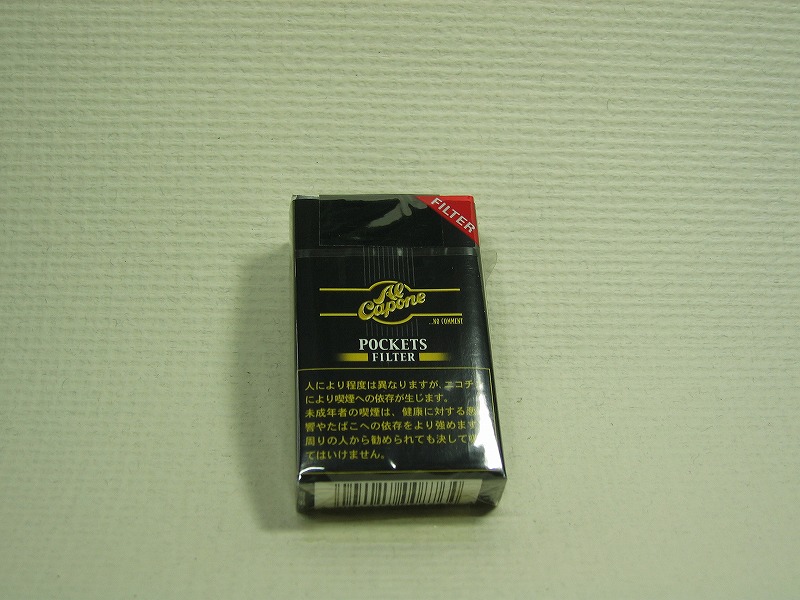 FILTER
Al
Capone
...NO COMMENT
POCKETS
FILTER
人により程度は異なりますが、ニコチ
により喫煙への依存が生じます。
未成年者の喫煙は、健康に対する悪
響やたばこへの依存をより強めます
周りの人から勧められても決して
てはいけません。